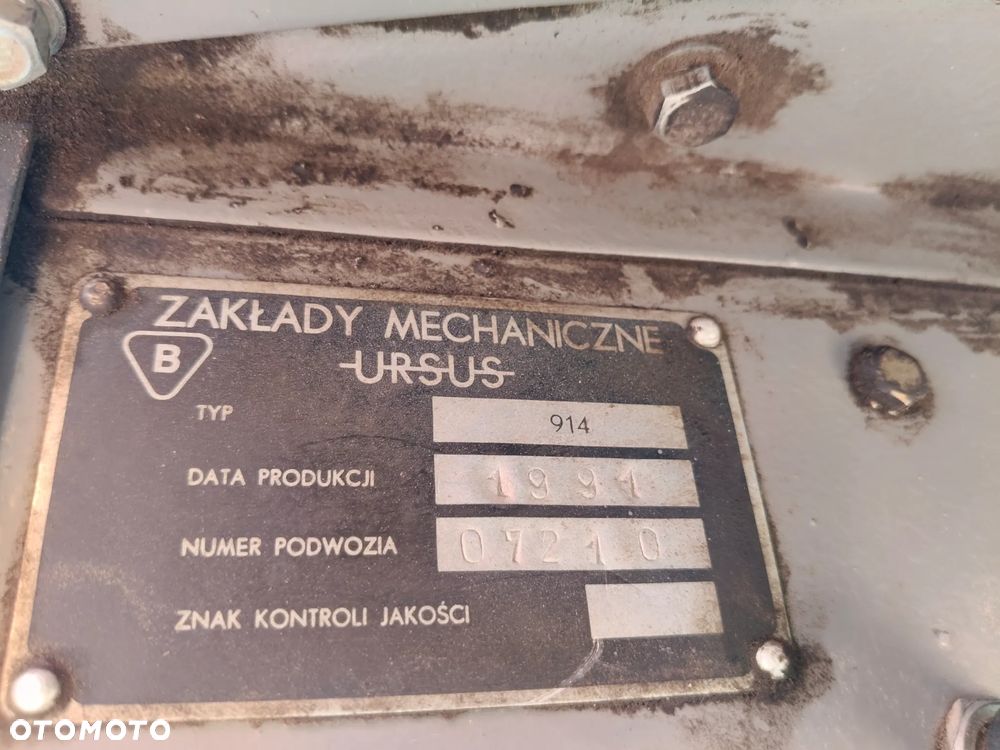 ZAKŁADY MECHANICZNE
B
URSUS
TYP 914
DATA PRODUKCJI 1991
NUMER PODWOZIA 07210
ZNAK KONTROLI JAKOŚCI
OTOMOTO